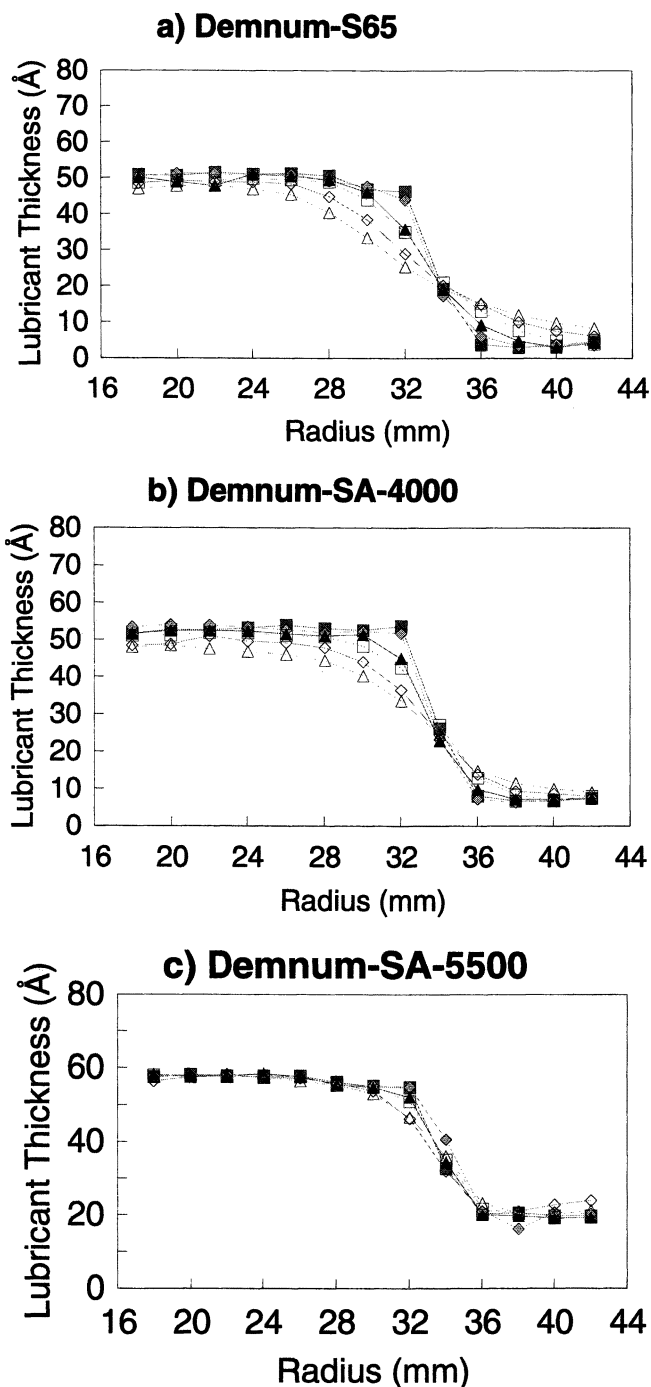 a) Demnum-S65
Lubricant Thickness (Å)
80
70
60
50
40
30
20
10
0
16 20 24 28 32 36 40 44
Radius (mm)
b) Demnum-SA-4000
Lubricant Thickness (Å)
80
70
60
50
40
30
20
10
0
16 20 24 28 32 36 40 44
Radius (mm)
c) Demnum-SA-5500
Lubricant Thickness (Å)
80
60
40
20
0
16 20 24 28 32 36 40 44
Radius (mm)